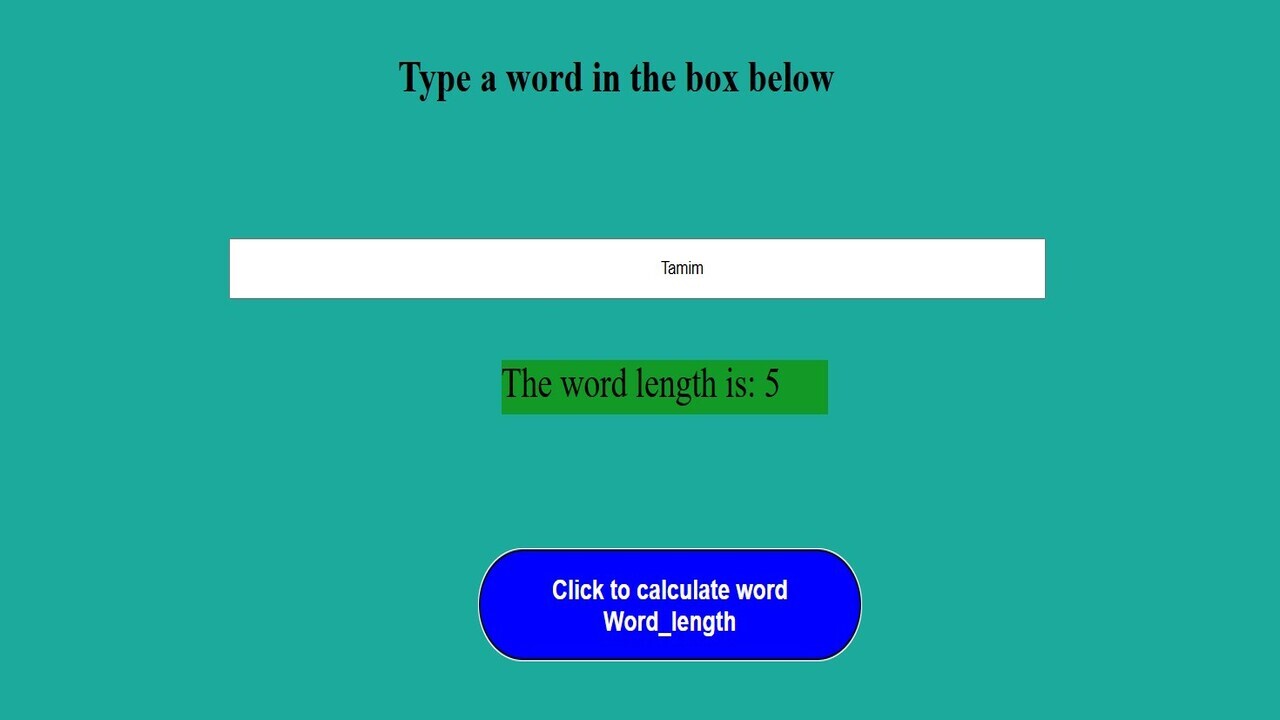 Type a word in the box below
Tamim
The word length is: 5
Click to calculate word
Word_length